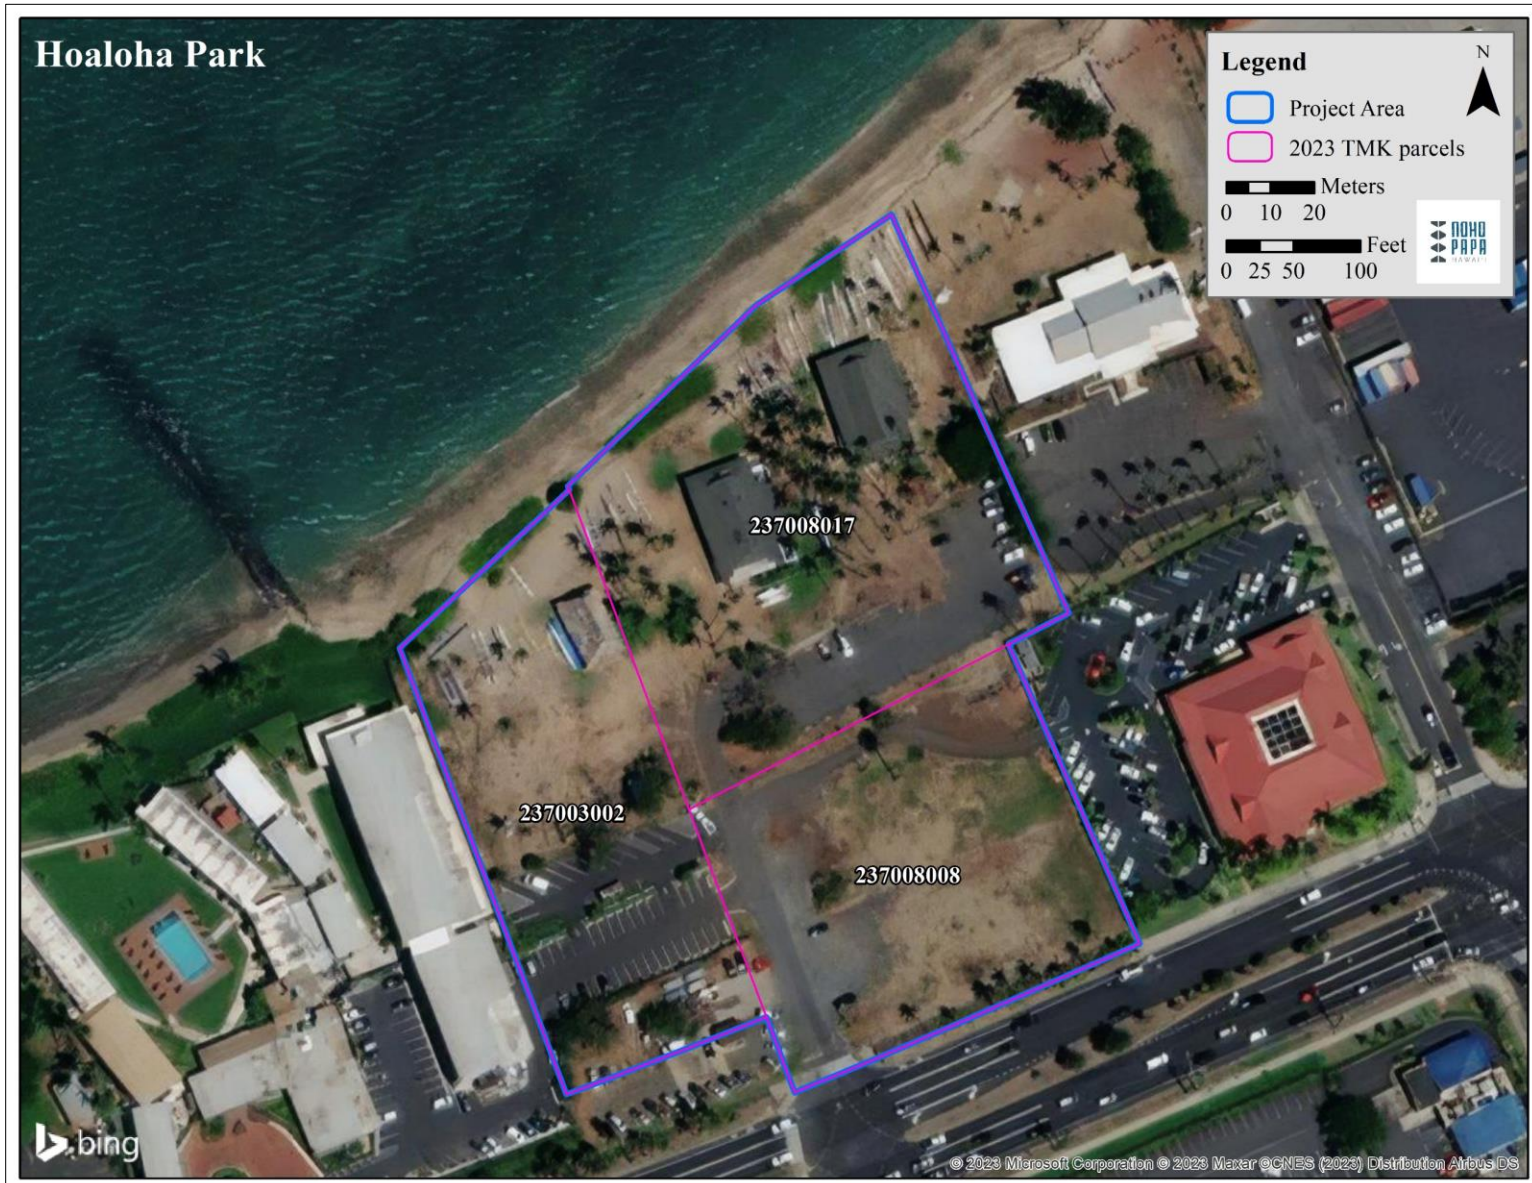 Hoaloha Park
Legend
N
Project Area
2023 TMK parcels
Meters
0 10 20
Feet
0 25 50 100
NOHO
PAPA
HAWAIʻI
237008017
237003002
237008008
bing
© 2023 Microsoft Corporation © 2023 Maxar ©CNES (2023) Distribution Airbus DS